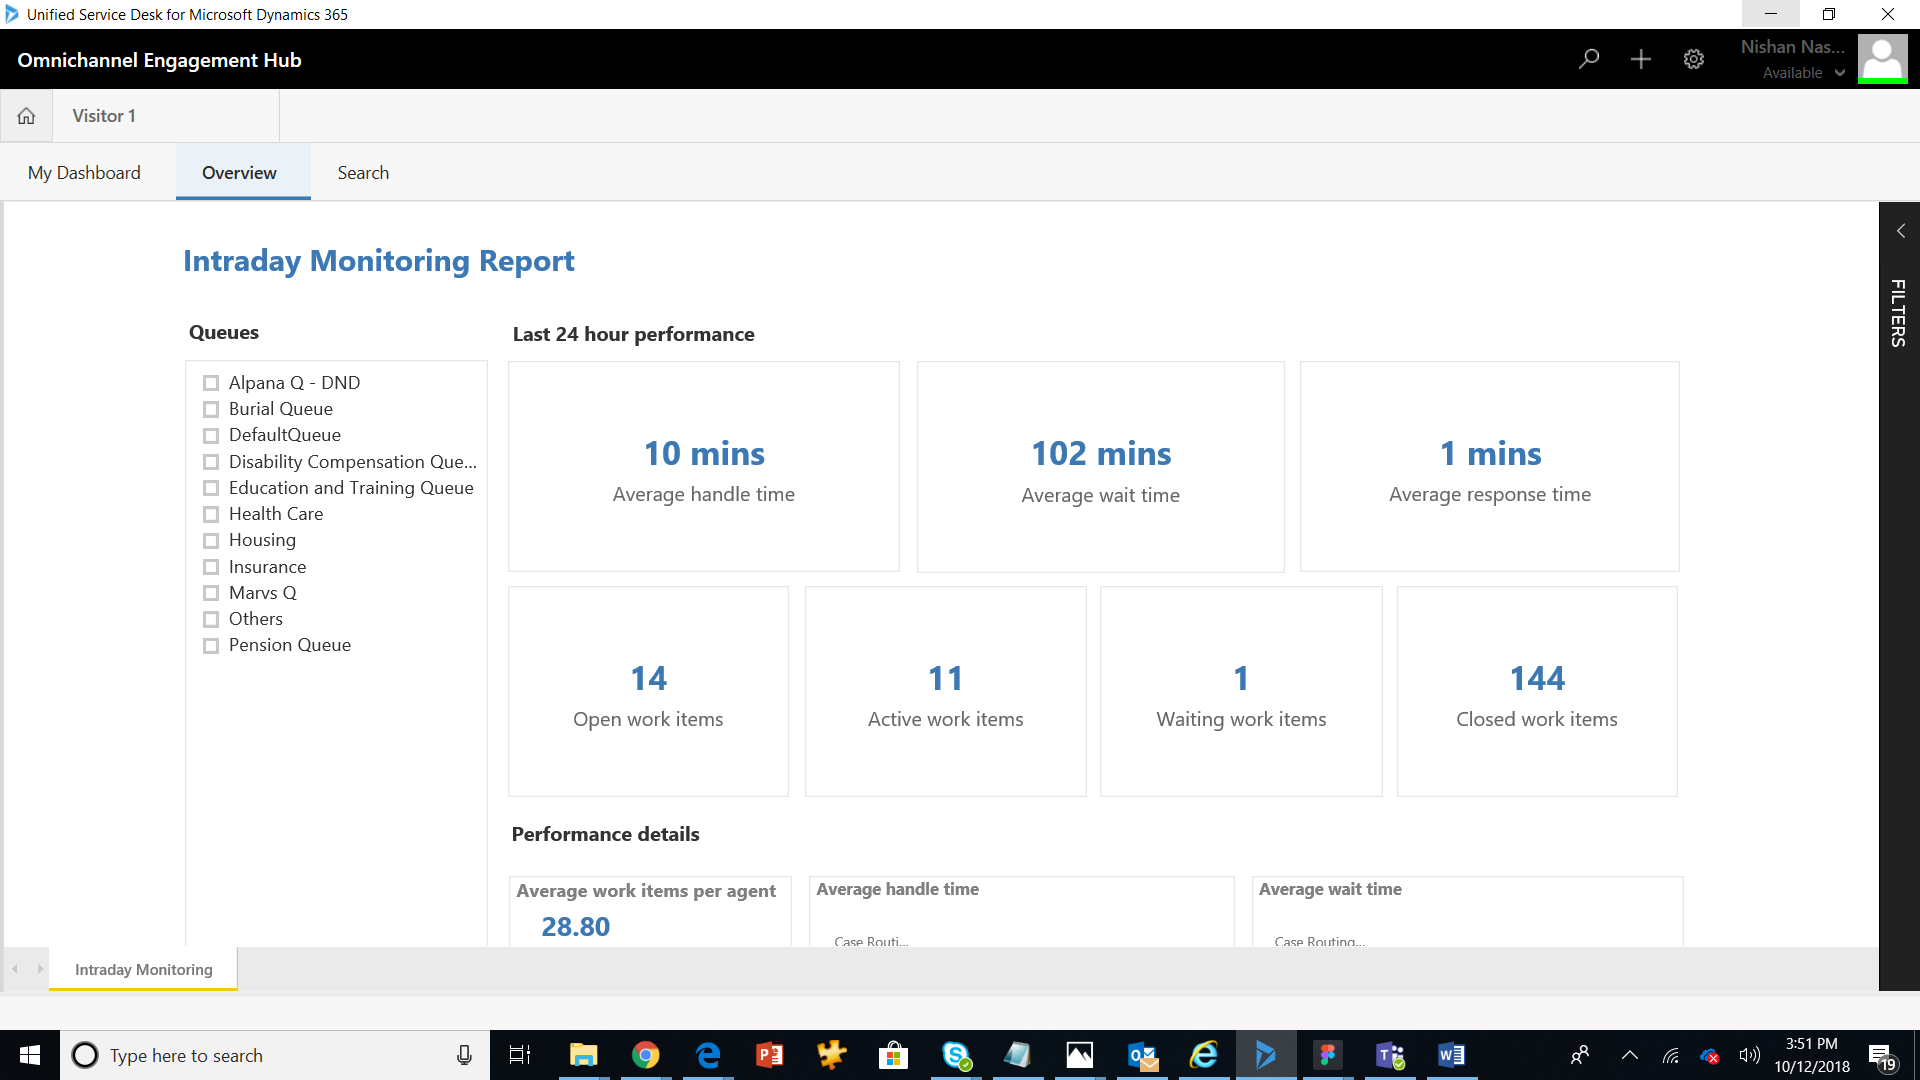 Unified Service Desk for Microsoft Dynamics 365
Omnichannel Engagement Hub
Nishan Nas...
Available
Visitor 1
My Dashboard
Overview
Search
Intraday Monitoring Report
FILTERS
Queues
Alpana Q - DND
Burial Queue
DefaultQueue
Disability Compensation Que...
Education and Training Queue
Health Care
Housing
Insurance
Marvs Q
Others
Pension Queue
Last 24 hour performance
10 mins
Average handle time
102 mins
Average wait time
1 mins
Average response time
14
Open work items
11
Active work items
1
Waiting work items
144
Closed work items
Performance details
Average work items per agent
28.80
Average handle time
Case Routi...
Average wait time
Case Routing...
Intraday Monitoring
Type here to search
3:51 PM
10/12/2018
19